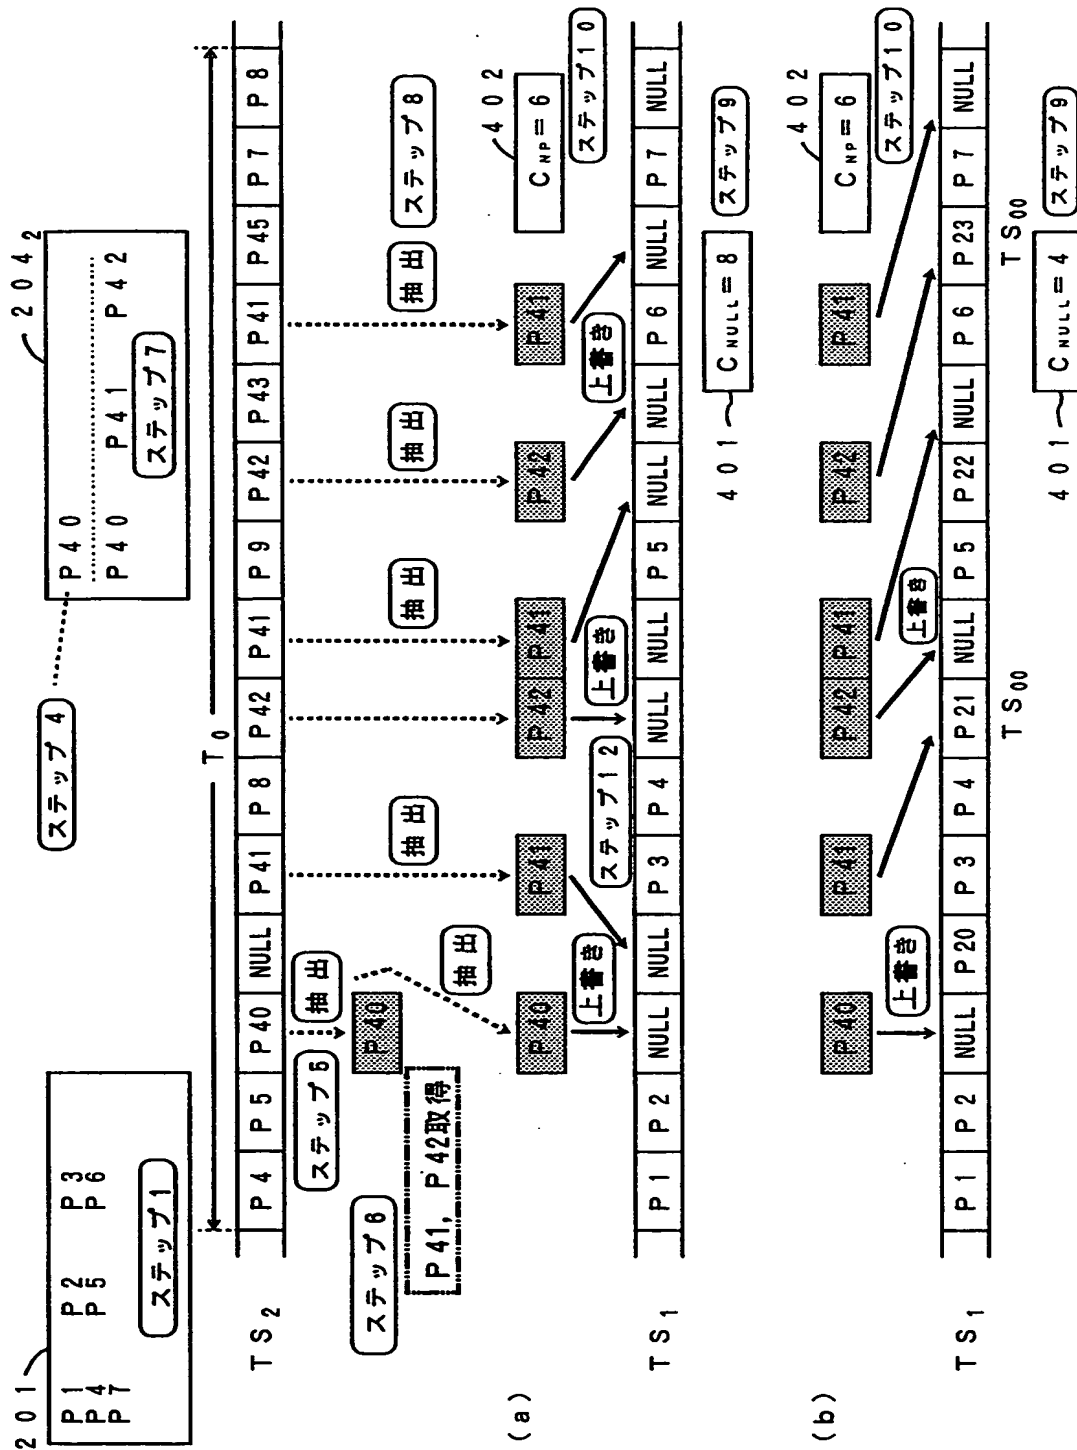 201
P1 P2 P3
P4 P5 P6
P7
ステップ1
ステップ4
204₂
P40
P40 P41 P42
ステップ7
T₀
TS₂
P4 P5 P40 NULL P41 P8 P42 P41 P9 P42 P43 P41 P45 P7 P8
ステップ5
抽出
抽出
抽出
抽出
抽出
抽出
ステップ8
P40
ステップ6
P41, P42取得
(a)
P40 P41 P42 P41 P42 P41
402
C_NP=6
ステップ10
上書き
ステップ12
上書き
上書き
TS₁
P1 P2 NULL NULL P3 P4 NULL NULL P5 NULL NULL P6 NULL P7 NULL
401
C_NULL=8
ステップ9
(b)
P40 P41 P42 P41 P42 P41
402
C_NP=6
ステップ10
上書き
上書き
TS₁
P1 P2 NULL P20 P3 P4 P21 NULL P5 P22 NULL P6 P23 P7 NULL
TS₀₀
TS₀₀
401
C_NULL=4
ステップ9